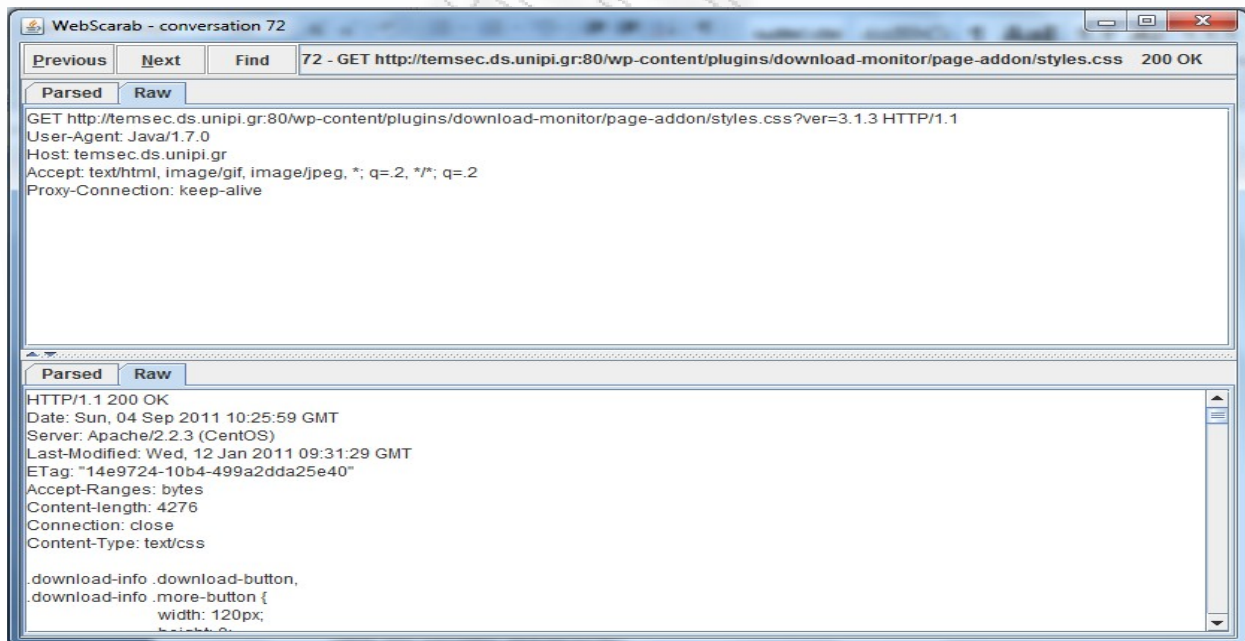 WebScarab - conversation 72
Previous Next Find 72 - GET http://temsec.ds.unipi.gr:80/wp-content/plugins/download-monitor/page-addon/styles.css 200 OK
Parsed Raw
GET http://temsec.ds.unipi.gr:80/wp-content/plugins/download-monitor/page-addon/styles.css?ver=3.1.3 HTTP/1.1
User-Agent: Java/1.7.0
Host: temsec.ds.unipi.gr
Accept: text/html, image/gif, image/jpeg, *; q=.2, */*; q=.2
Proxy-Connection: keep-alive
Parsed Raw
HTTP/1.1 200 OK
Date: Sun, 04 Sep 2011 10:25:59 GMT
Server: Apache/2.2.3 (CentOS)
Last-Modified: Wed, 12 Jan 2011 09:31:29 GMT
ETag: "14e9724-10b4-499a2dda25e40"
Accept-Ranges: bytes
Content-length: 4276
Connection: close
Content-Type: text/css
.download-info .download-button,
.download-info .more-button {
width: 120px;